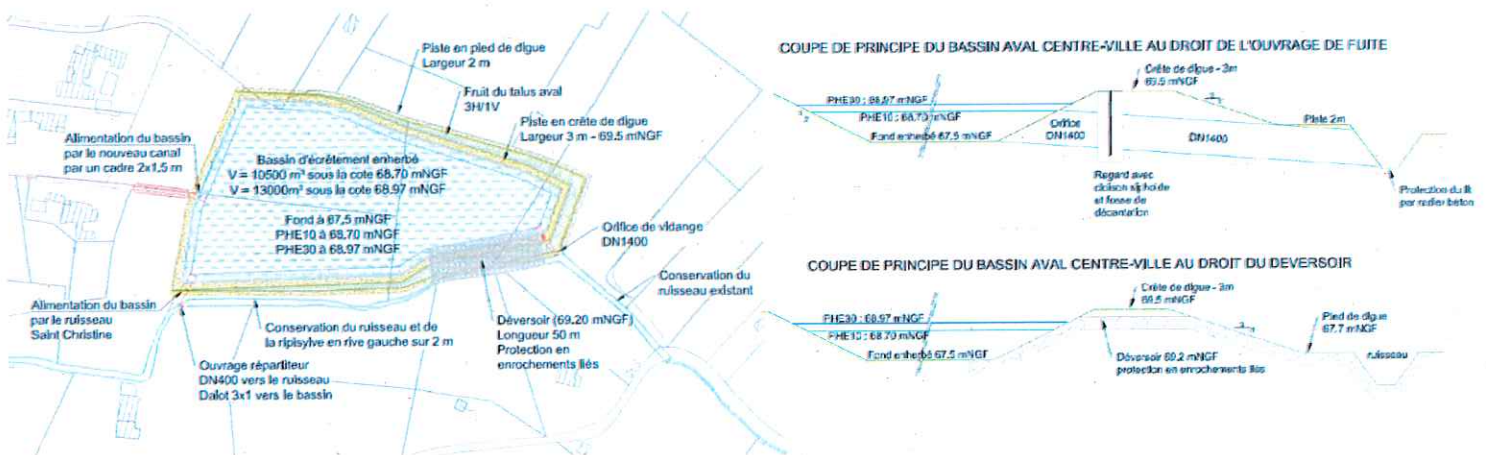 Piste en pied de digue
Largeur 2 m
Fruit du talus aval
3H/1V
Piste en crête de digue
Largeur 3 m - 69.5 mNGF
Alimentation du bassin
par le nouveau canal
par un cadre 2x1,5 m
Bassin d'écrêtement enherbé
V = 10500 m³ sous la cote 68.70 mNGF
V = 13000m³ sous la cote 68.97 mNGF
Fond à 67,5 mNGF
PHE10 à 68.70 mNGF
PHE30 à 68.97 mNGF
Orifice de vidange
DN1400
Conservation du
ruisseau existant
Alimentation du bassin
par le ruisseau
Saint Christine
Conservation du ruisseau et de
la ripisylve en rive gauche sur 2 m
Déversoir (69.20 mNGF)
Longueur 50 m
Protection en
enrochements liés
Ouvrage répartiteur
DN400 vers le ruisseau
Dalot 3x1 vers le bassin
COUPE DE PRINCIPE DU BASSIN AVAL CENTRE-VILLE AU DROIT DE L'OUVRAGE DE FUITE
Crête de digue - 3m
69.5 mNGF
PHE30 : 68.97 mNGF
PHE10 : 68.70 mNGF
Fond enherbé 67.5 mNGF
Orifice
DN1400
DN1400
Piste 2m
Regard avec
cloison siphoïde
et fosse de
décantation
Protection du lit
par radier béton
COUPE DE PRINCIPE DU BASSIN AVAL CENTRE-VILLE AU DROIT DU DEVERSOIR
Crête de digue - 3m
69.5 mNGF
PHE30 : 68.97 mNGF
PHE10 : 68.70 mNGF
Fond enherbé 67.5 mNGF
Pied de digue
67.7 mNGF
Déversoir 69.2 mNGF
protection en enrochements liés
ruisseau